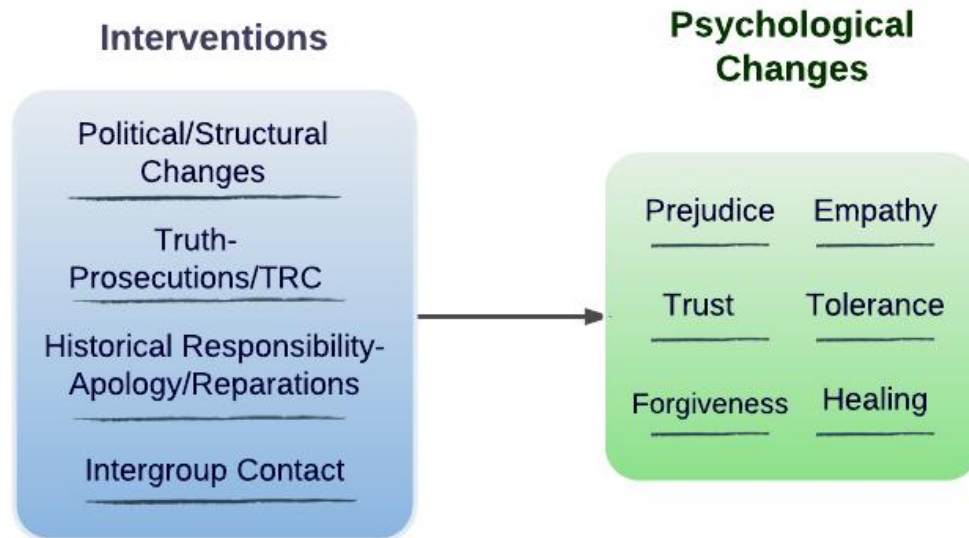 Interventions
Psychological
Changes
Political/Structural
Changes
Truth-
Prosecutions/TRC
Historical Responsibility-
Apology/Reparations
Intergroup Contact
Prejudice
Empathy
Trust
Tolerance
Forgiveness
Healing